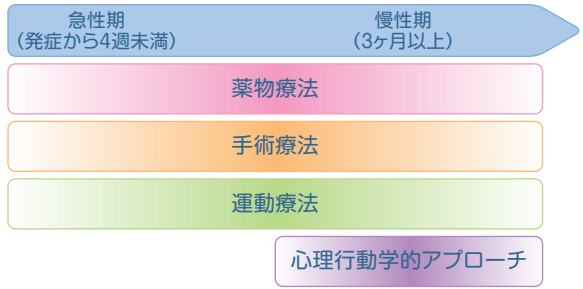 急性期
（発症から4週未満）
慢性期
（3ヶ月以上）
薬物療法
手術療法
運動療法
心理行動学的アプローチ